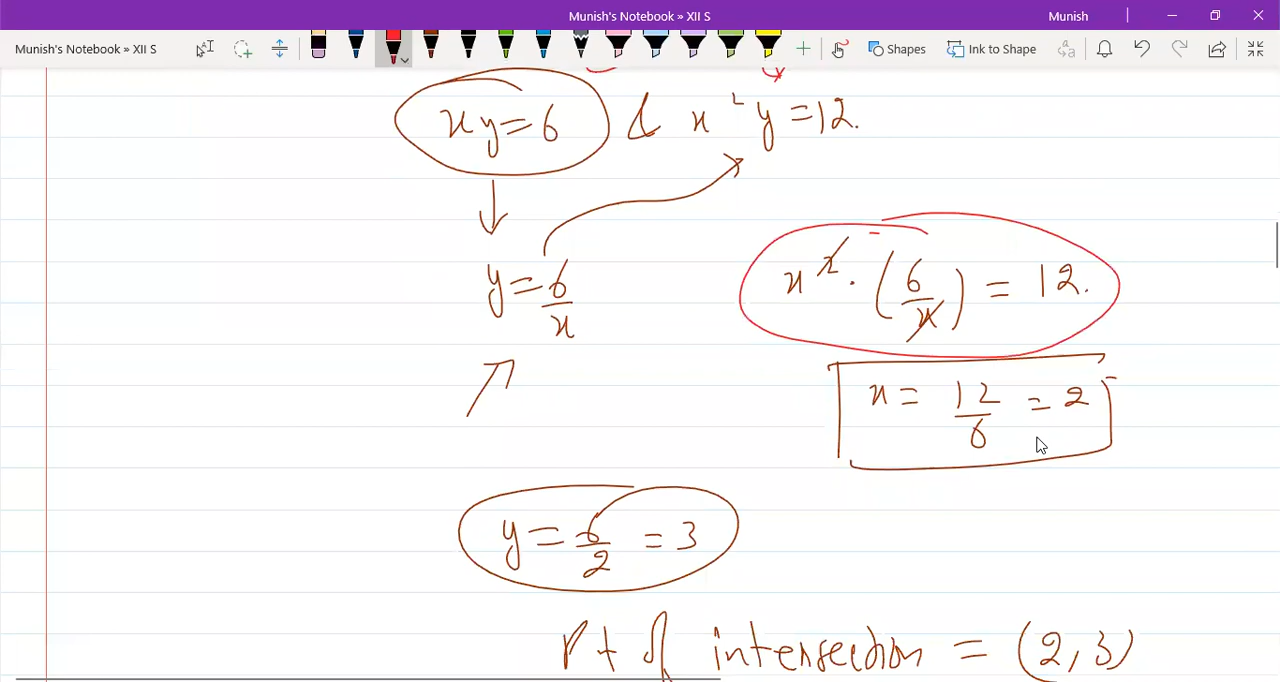 Munish's Notebook » XII S
Munish
Munish's Notebook » XII S
Shapes
Ink to Shape
xy = 6 & x²y = 12.
y = 6/x
x² · (6/x) = 12.
x = 12/6 = 2
y = 6/2 = 3
Pt of intersection = (2, 3)